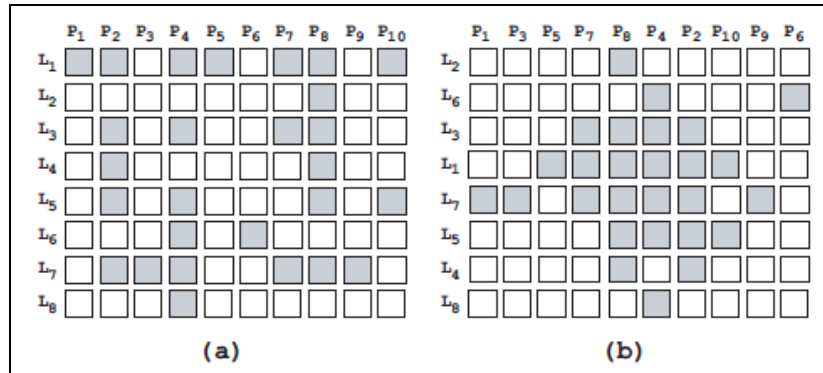 P1 P2 P3 P4 P5 P6 P7 P8 P9 P10 P1 P3 P5 P7 P8 P4 P2 P10 P9 P6
L1 L2
L2 L6
L3 L3
L4 L1
L5 L7
L6 L5
L7 L4
L8 L8
(a) (b)